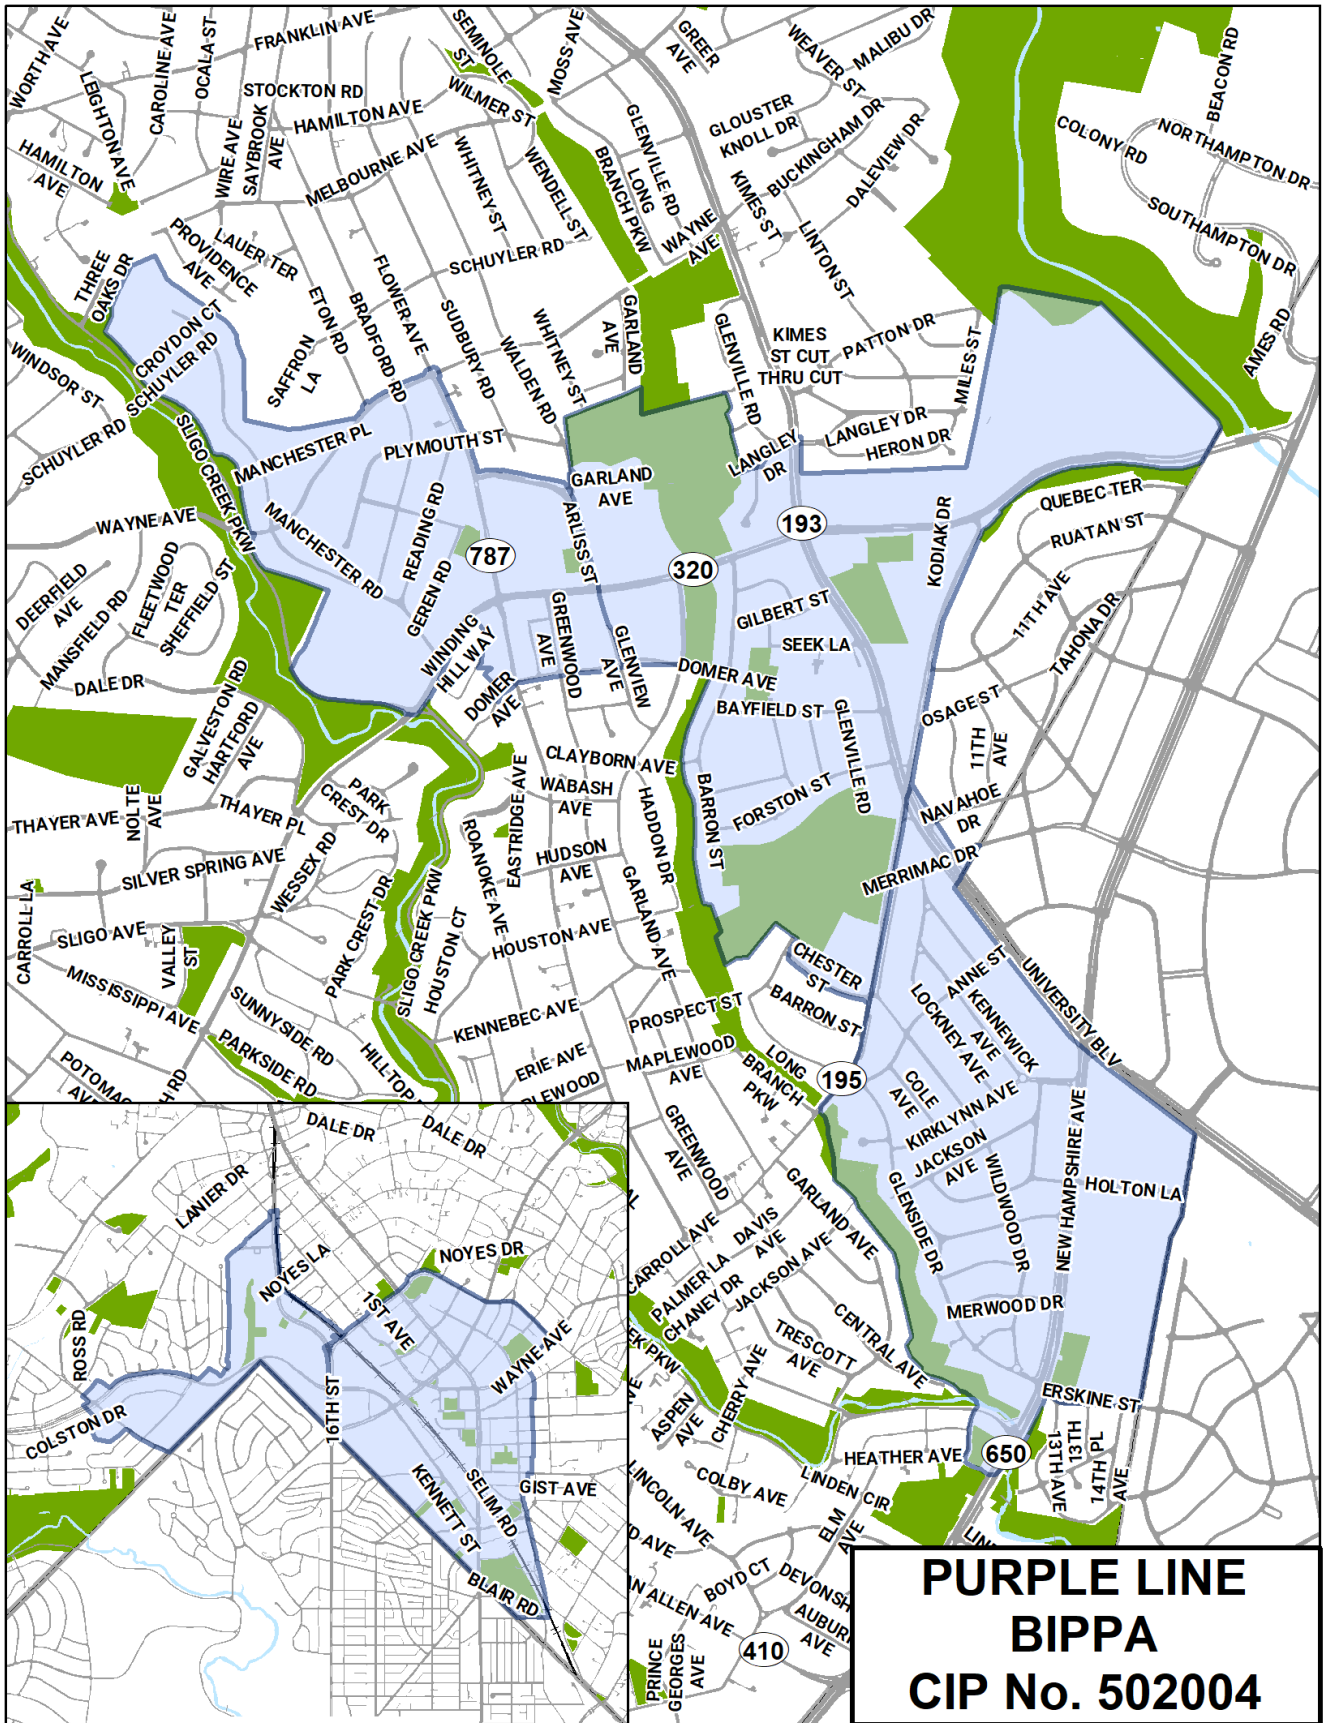 WORTH AVE
LEIGHTON AVE
CAROLINE AVE
OCALA ST
FRANKLIN AVE
STOCKTON RD
HAMILTON AVE
HAMILTON
AVE
WIRE AVE
SAYBROOK
AVE
MELBOURNE AVE
SEMINOLE
ST
MOSS AVE
WILMER ST
WHITNEY ST
WENDELL ST
GREER
AVE
WEAVER ST
MALIBU DR
GLENVILLE RD
LONG
BRANCH PKW
GLOUSTER
KNOLL DR
BUCKINGHAM DR
DALEVIEW DR
KIMES ST
LINTON ST
WAYNE
AVE
BEACON RD
COLONY RD
NORTHAMPTON DR
SOUTHAMPTON DR
AMES RD
THREE
OAKS DR
PROVIDENCE
AVE
LAUER TER
CROYDON CT
SCHUYLER RD
SCHUYLER RD
SCHUYLER RD
WINDSOR ST
SAFFRON
LA
ETON RD
BRADFORD RD
FLOWER AVE
SUDBURY RD
WALDEN RD
WHITNEY ST
GARLAND
AVE
GLENVILLE RD
KIMES
ST CUT
THRU CUT
PATTON DR
MILES ST
LANGLEY DR
HERON DR
LANGLEY
DR
SLIGO CREEK PKW
MANCHESTER PL
PLYMOUTH ST
GARLAND
AVE
ARLISS ST
READING RD
GEREN RD
MANCHESTER RD
WAYNE AVE
787
320
193
KODIAK DR
QUEBEC TER
RUATAN ST
11TH AVE
TAHONA DR
DEERFIELD
AVE
MANSFIELD RD
FLEETWOOD
TER
SHEFFIELD ST
DALE DR
WINDING
HILL WAY
DOMER
AVE
GREENWOOD
AVE
GLENVIEW
AVE
GILBERT ST
SEEK LA
DOMER AVE
BAYFIELD ST
GLENVILLE RD
OSAGE ST
11TH
AVE
GALVESTON RD
HARTFORD
AVE
NOLTE
AVE
THAYER AVE
THAYER PL
PARK
CREST DR
CLAYBORN AVE
WABASH
AVE
EASTRIDGE AVE
HADDON DR
BARRON ST
FORSTON ST
NAVAHOE
DR
MERRIMAC DR
SILVER SPRING AVE
WESSEX RD
ROANOKE AVE
HUDSON
AVE
GARLAND AVE
CARROLL LA
SLIGO AVE
VALLEY
ST
MISSISSIPPI AVE
SUNNYSIDE RD
PARKSIDE RD
PARK CREST DR
SLIGO CREEK PKW
HOUSTON CT
HOUSTON AVE
KENNEBEC AVE
ERIE AVE
PROSPECT ST
MAPLEWOOD
AVE
CHESTER
ST
BARRON ST
LONG
BRANCH
PKW
195
ANNE ST
LOCKNEY AVE
KENNEWICK
AVE
UNIVERSITY BLV
COLE
AVE
KIRKLYNN AVE
JACKSON
AVE
WILDWOOD DR
GLENSIDE DR
NEW HAMPSHIRE AVE
HOLTON LA
MERWOOD DR
ERSKINE ST
POTOMAC
AV
H RD
HILLTOP
LEWOOD
GREENWOOD
AVE
GARLAND AVE
CARROLL AVE
PALMER LA
DAVIS
AVE
CHANEY DR
JACKSON AVE
TRESCOTT
AVE
CENTRAL AVE
EK PKW
ASPEN
AVE
CHERRY AVE
HEATHER AVE
650
13TH AVE
13TH
14TH PL
AVE
COLBY AVE
LINDEN CIR
LINCOLN AVE
ELM
AVE
LIN
D AVE
BOYD CT
DEVONSH
AUBUR
AVE
AN ALLEN AVE
410
PRINCE
GEORGES
AVE
DALE DR
DALE DR
LANIER DR
NOYES LA
NOYES DR
1ST AVE
ROSS RD
COLSTON DR
16TH ST
WAYNE AVE
KENNETT ST
SELIM RD
GIST AVE
BLAIR RD
PURPLE LINE
BIPPA
CIP No. 502004